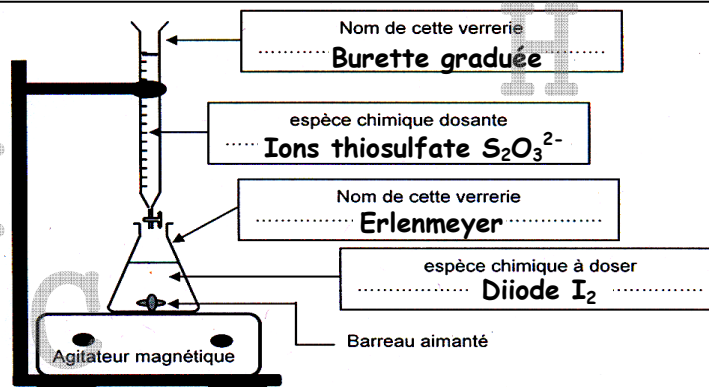 Nom de cette verrerie
Burette graduée
espèce chimique dosante
Ions thiosulfate S₂O₃²⁻
Nom de cette verrerie
Erlenmeyer
espèce chimique à doser
Diiode I₂
Barreau aimanté
Agitateur magnétique
H
C